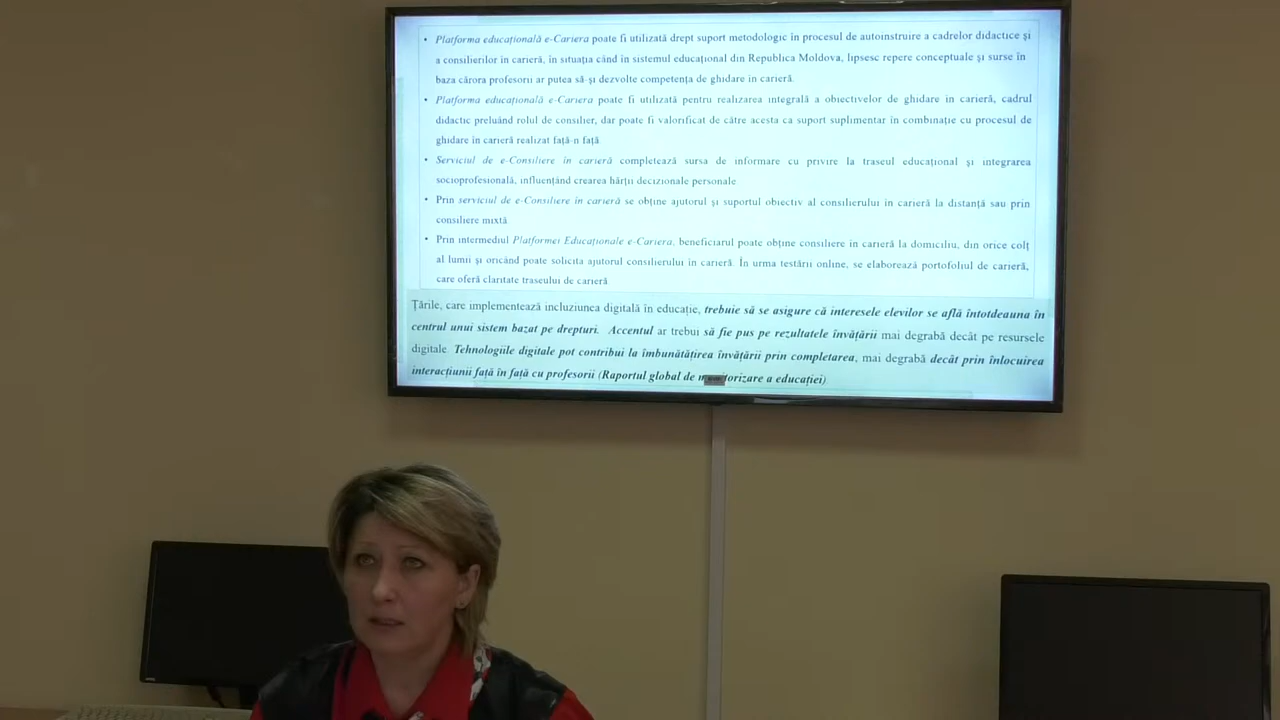 • Platforma educațională e-Cariera poate fi utilizată drept suport metodologic în procesul de autoinstruire a cadrelor didactice și
a consilierilor în carieră, în situația când în sistemul educațional din Republica Moldova, lipsesc repere conceptuale și surse în
baza cărora profesorii ar putea să-și dezvolte competența de ghidare în carieră.
• Platforma educațională e-Cariera poate fi utilizată pentru realizarea integrală a obiectivelor de ghidare în carieră, cadrul
didactic preluând rolul de consilier, dar poate fi valorificat de către acesta ca suport suplimentar în combinație cu procesul de
ghidare în carieră realizat față-n față
• Serviciul de e-Consiliere în carieră completează sursa de informare cu privire la traseul educațional și integrarea
socioprofesională, influențând crearea hărții decizionale personale
• Prin serviciul de e-Consiliere în carieră se obține ajutorul și suportul obiectiv al consilierului în carieră la distanță sau prin
consiliere mixtă
• Prin intermediul Platformei Educaționale e-Cariera, beneficiarul poate obține consiliere în carieră la domiciliu, din orice colț
al lumii și oricând poate solicita ajutorul consilierului în carieră. În urma testării online, se elaborează portofoliul de carieră,
care oferă claritate traseului de carieră
Țările, care implementează incluziunea digitală în educație, trebuie să se asigure că interesele elevilor se află întotdeauna în
centrul unui sistem bazat pe drepturi. Accentul ar trebui să fie pus pe rezultatele învățării mai degrabă decât pe resursele
digitale. Tehnologiile digitale pot contribui la îmbunătățirea învățării prin completarea, mai degrabă decât prin înlocuirea
interacțiunii față în față cu profesorii (Raportul global de a educației)